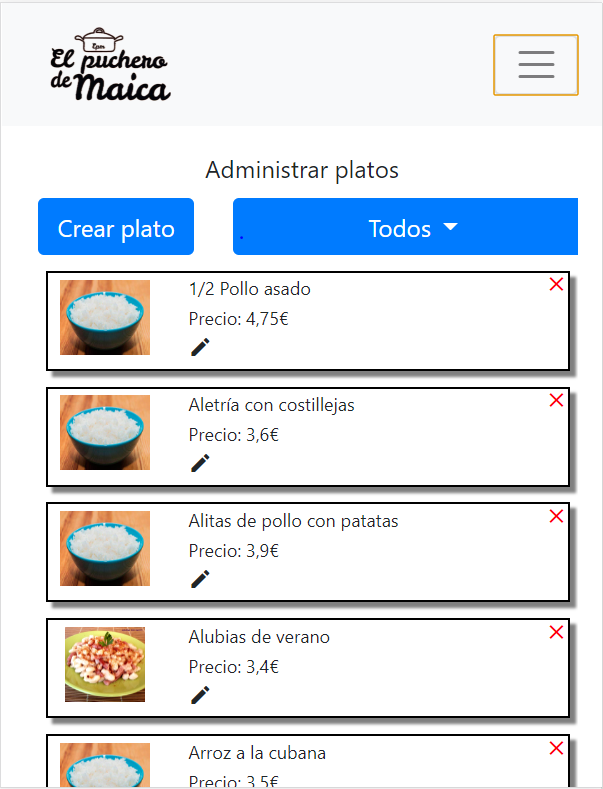 Epm
El puchero
de Maica
Administrar platos
Crear plato
Todos
1/2 Pollo asado
Precio: 4,75€
Aletría con costillejas
Precio: 3,6€
Alitas de pollo con patatas
Precio: 3,9€
Alubias de verano
Precio: 3,4€
Arroz a la cubana
Precio: 3,5€